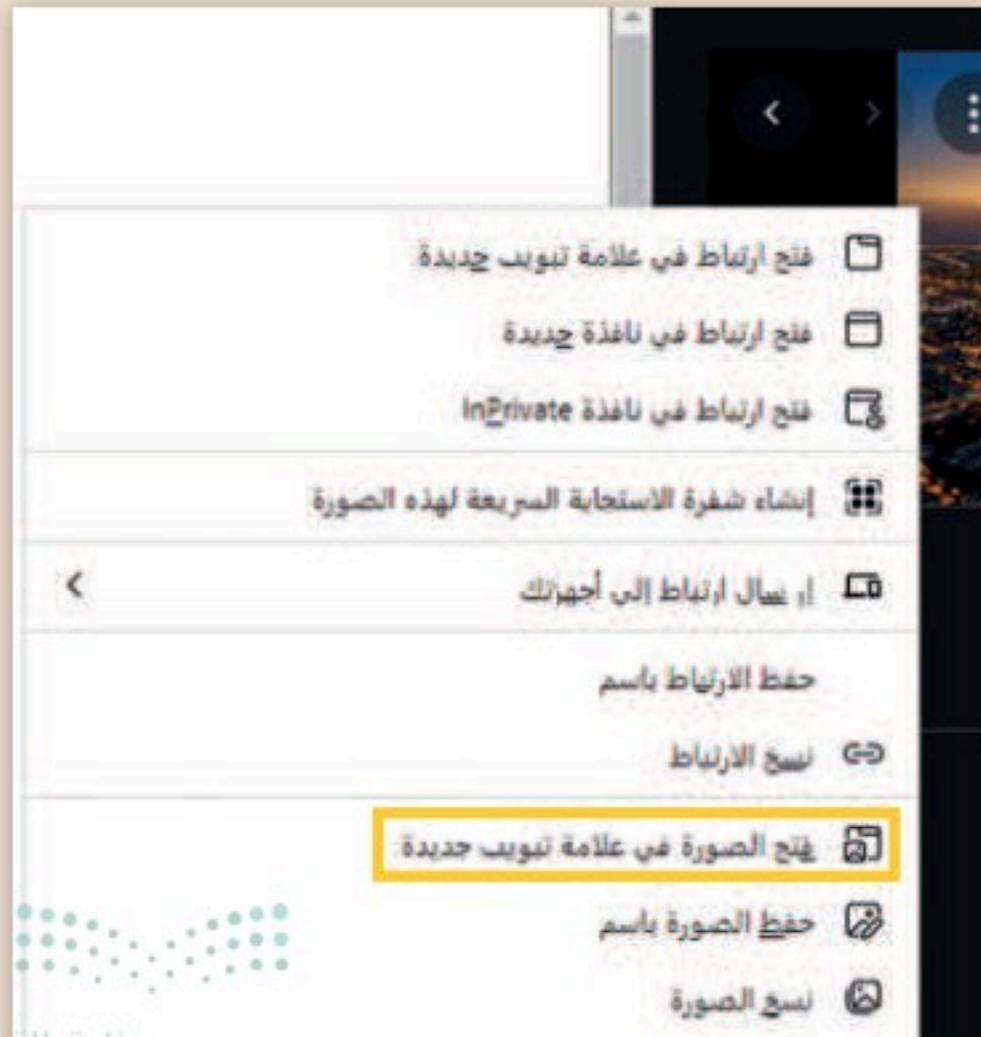 فتح ارتباط في علامة تبويب جديدة
فتح ارتباط في نافذة جديدة
فتح ارتباط في نافذة InPrivate
إنشاء شفرة الاستجابة السريعة لهذه الصورة
إرسال ارتباط إلى أجهزتك
حفظ الارتباط باسم
نسخ الارتباط
فتح الصورة في علامة تبويب جديدة
حفظ الصورة باسم
نسخ الصورة